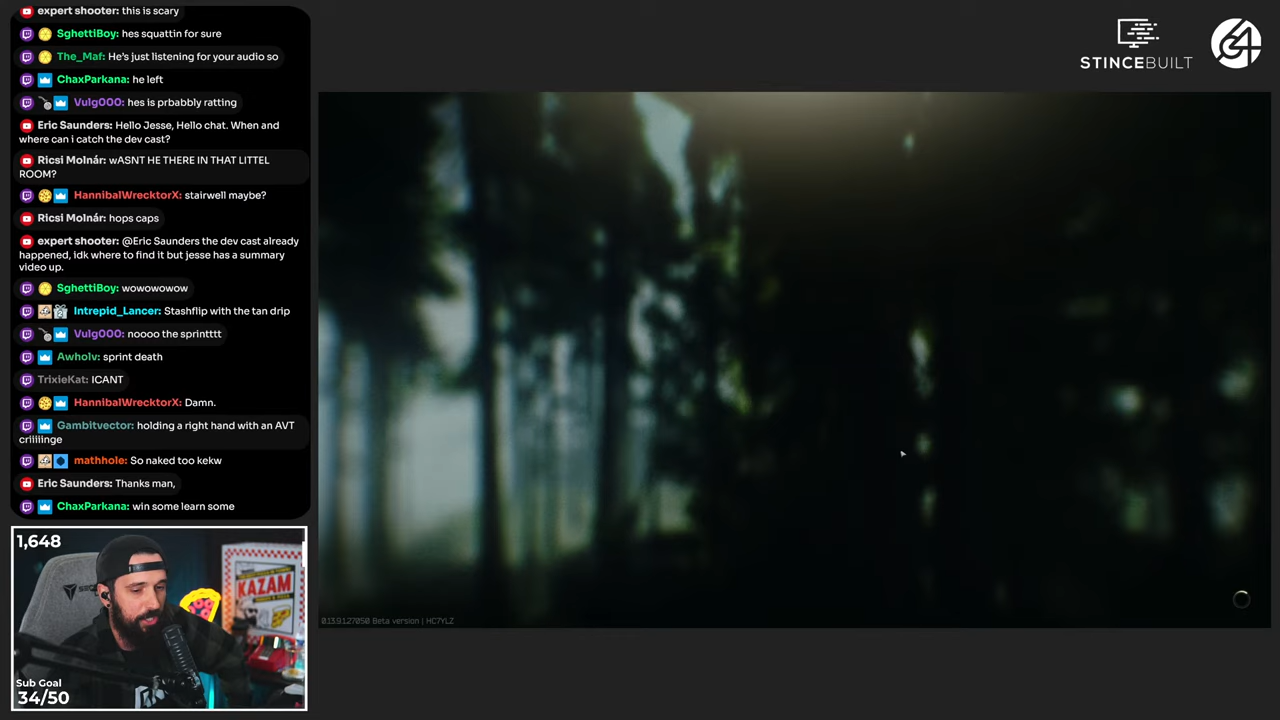 expert shooter: this is scary
SghettiBoy: hes squattin for sure
The_Maf: He's just listening for your audio so
ChaxParkana: he left
Vulg000: hes is prbabbly ratting
Eric Saunders: Hello Jesse, Hello chat. When and
where can i catch the dev cast?
Ricsi Molnár: wASNT HE THERE IN THAT LITTEL
ROOM?
HannibalWrecktorX: stairwell maybe?
Ricsi Molnár: hops caps
expert shooter: @Eric Saunders the dev cast already
happened, idk where to find it but jesse has a summary
video up.
SghettiBoy: wowowowow
Intrepid_Lancer: Stashflip with the tan drip
Vulg000: noooo the sprintttt
Awholv: sprint death
TrixieKat: ICANT
HannibalWrecktorX: Damn.
Gambitvector: holding a right hand with an AVT
criiiiinge
mathhole: So naked too kekw
Eric Saunders: Thanks man,
ChaxParkana: win some learn some
1,648
KAZAM
Sub Goal
34/50
0.13.9.1.27050 Beta version | HC7YLZ
STINCEBUILT